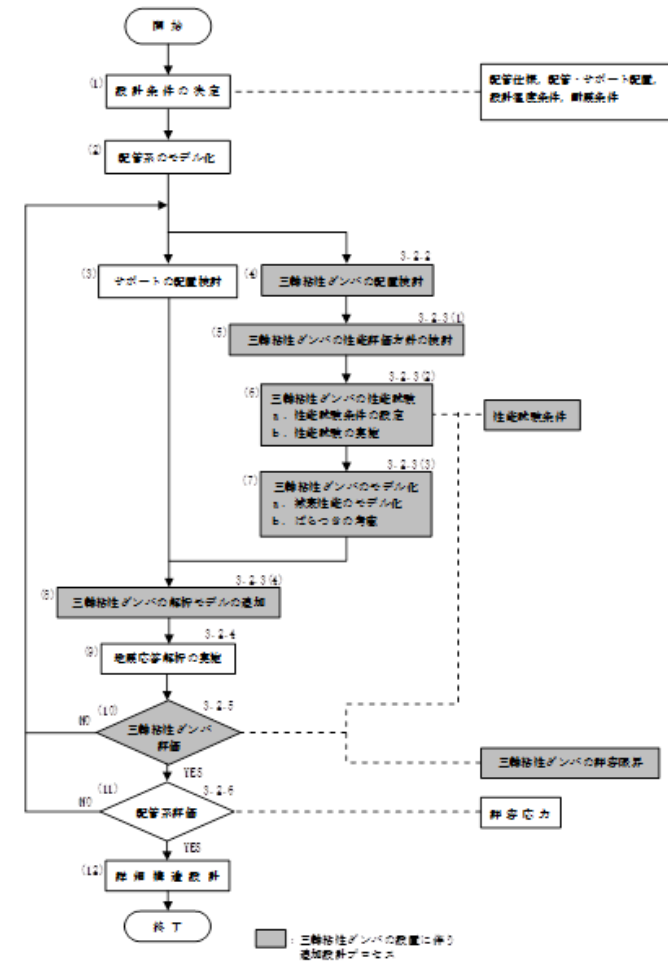 開 始
(1)
設計条件の決定
配管仕様，配管・サポート配置，
設計温度条件，耐震条件
(2)
配管系のモデル化
(3)
サポートの配置検討
3.2.2
(4)
三軸粘性ダンパの配置検討
3.2.3(1)
(5)
三軸粘性ダンパの性能評価方針の検討
3.2.3(2)
(6)
三軸粘性ダンパの性能試験
a．性能試験条件の設定
b．性能試験の実施
性能試験条件
3.2.3(3)
(7)
三軸粘性ダンパのモデル化
a．減衰性能のモデル化
b．ばらつきの考慮
3.2.3(4)
(8)
三軸粘性ダンパの解析モデルの追加
3.2.4
(9)
地震応答解析の実施
(10)
3.2.5
NO
三軸粘性ダンパ
評価
三軸粘性ダンパの許容限界
YES
(11)
3.2.6
NO
配管系評価
許容応力
YES
(12)
詳細構造設計
終 了
：三軸粘性ダンパの設置に伴う
追加設計プロセス